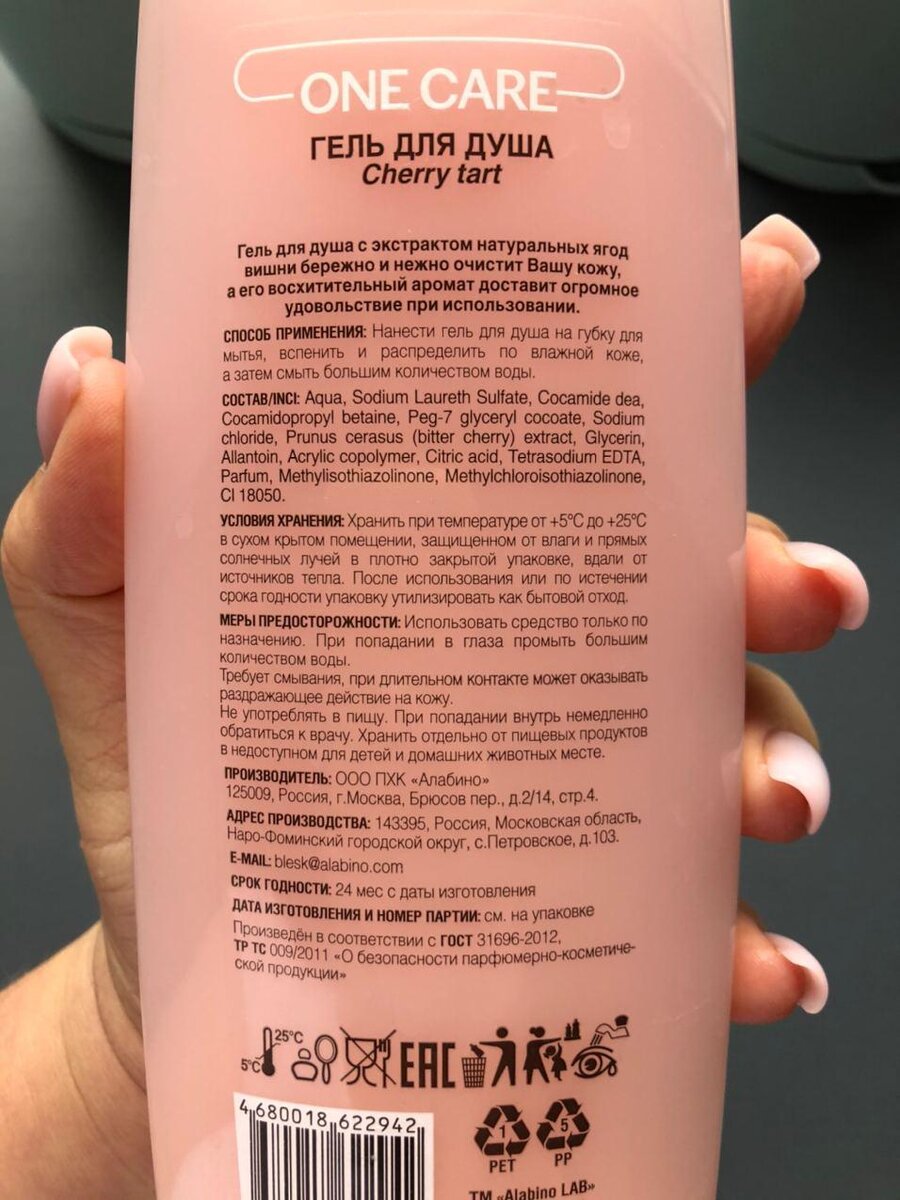 ONE CARE
ГЕЛЬ ДЛЯ ДУША
Cherry tart
Гель для душа с экстрактом натуральных ягод
вишни бережно и нежно очистит Вашу кожу,
а его восхитительный аромат доставит огромное
удовольствие при использовании.
СПОСОБ ПРИМЕНЕНИЯ: Нанести гель для душа на губку для
мытья, вспенить и распределить по влажной коже,
а затем смыть большим количеством воды.
СОСТАВ/INCI: Aqua, Sodium Laureth Sulfate, Cocamide dea,
Cocamidopropyl betaine, Peg-7 glyceryl cocoate, Sodium
chloride, Prunus cerasus (bitter cherry) extract, Glycerin,
Allantoin, Acrylic copolymer, Citric acid, Tetrasodium EDTA,
Parfum, Methylisothiazolinone, Methylchloroisothiazolinone,
CI 18050.
УСЛОВИЯ ХРАНЕНИЯ: Хранить при температуре от +5°C до +25°C
в сухом крытом помещении, защищенном от влаги и прямых
солнечных лучей в плотно закрытой упаковке, вдали от
источников тепла. После использования или по истечении
срока годности упаковку утилизировать как бытовой отход.
МЕРЫ ПРЕДОСТОРОЖНОСТИ: Использовать средство только по
назначению. При попадании в глаза промыть большим
количеством воды.
Требует смывания, при длительном контакте может оказывать
раздражающее действие на кожу.
Не употреблять в пищу. При попадании внутрь немедленно
обратиться к врачу. Хранить отдельно от пищевых продуктов
в недоступном для детей и домашних животных месте.
ПРОИЗВОДИТЕЛЬ: ООО ПХК «Алабино»
125009, Россия, г.Москва, Брюсов пер., д.2/14, стр.4.
АДРЕС ПРОИЗВОДСТВА: 143395, Россия, Московская область,
Наро-Фоминский городской округ, с.Петровское, д.103.
E-MAIL: blesk@alabino.com
СРОК ГОДНОСТИ: 24 мес с даты изготовления
ДАТА ИЗГОТОВЛЕНИЯ И НОМЕР ПАРТИИ: см. на упаковке
Произведён в соответствии с ГОСТ 31696-2012,
ТР ТС 009/2011 «О безопасности парфюмерно-косметиче-
ской продукции»
5°C 25°C EAC
4 680018 622942
1 5
PET PP
TM «Alabino LAB»